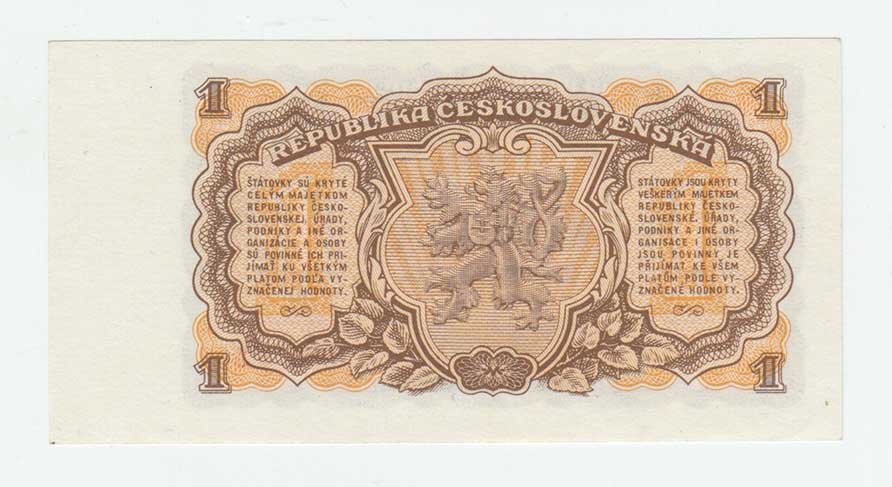 1
1
REPUBLIKA ČESKOSLOVENSKÁ
ŠTÁTOVKY SÚ KRYTÉ
CELÝM MAJETKOM
REPUBLIKY ČESKO-
SLOVENSKEJ. ÚRADY,
PODNIKY A INÉ OR-
GANIZÁCIE A OSOBY
SÚ POVINNÉ ICH PRI-
JÍMAŤ KU VŠETKÝM
PLATOM PODĽA VY-
ZNAČENEJ HODNOTY.
STÁTOVKY JSOU KRYTY
VEŠKERÝM MAJETKEM
REPUBLIKY ČESKO-
SLOVENSKÉ. ÚŘADY,
PODNIKY A JINÉ OR-
GANISACE I OSOBY
JSOU POVINNY JE
PŘIJÍMAT KE VŠEM
PLATŮM PODLE VY-
ZNAČENÉ HODNOTY.
1
1